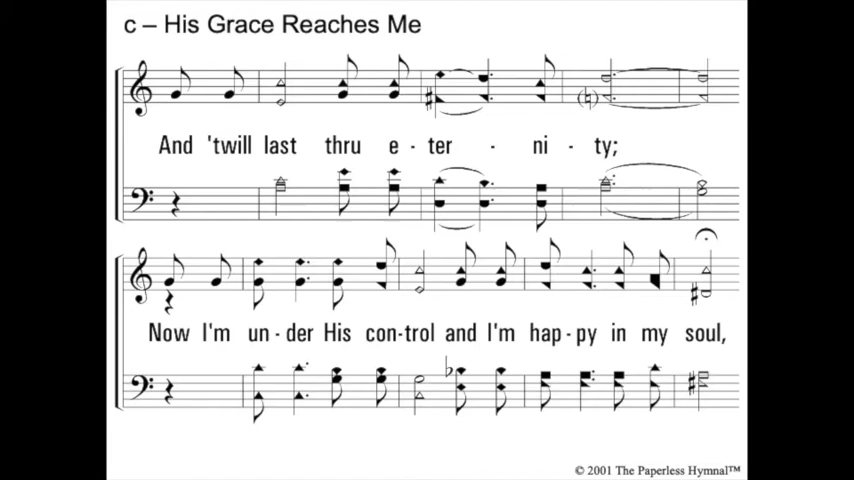 c – His Grace Reaches Me
And 'twill last thru e - ter - ni - ty;
Now I'm un - der His con-trol and I'm hap - py in my soul,
© 2001 The Paperless Hymnal™